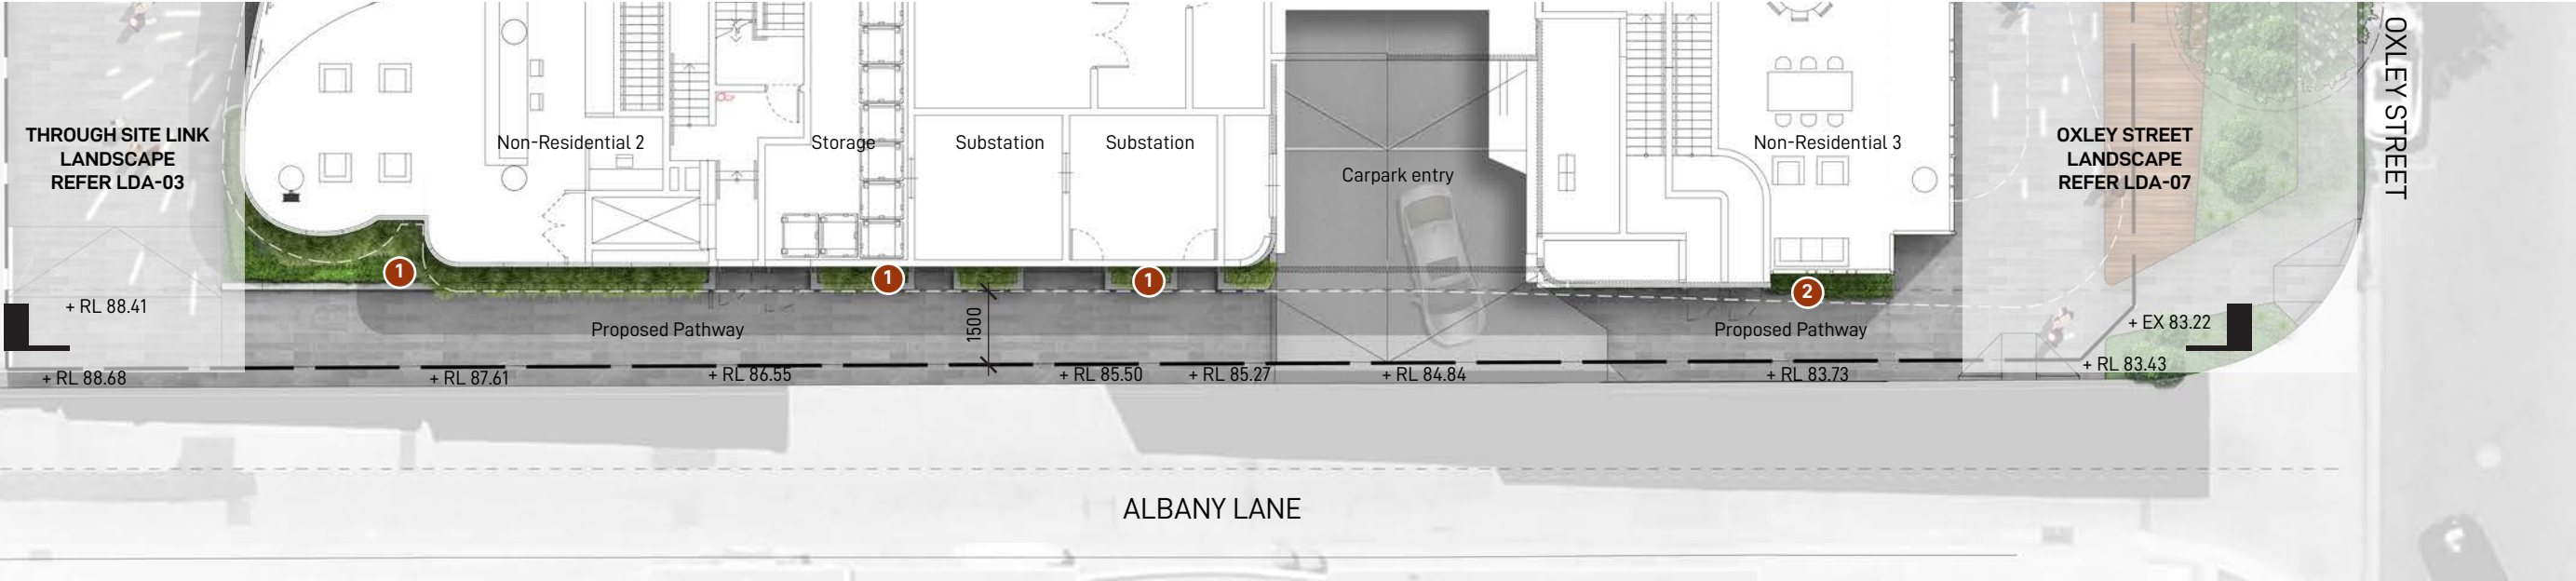 OXLEY STREET
THROUGH SITE LINK
LANDSCAPE
REFER LDA-03
Non-Residential 2
Storage
Substation
Substation
Carpark entry
Non-Residential 3
OXLEY STREET
LANDSCAPE
REFER LDA-07
1
1
1
2
+ RL 88.41
Proposed Pathway
1500
Proposed Pathway
+ EX 83.22
+ RL 88.68
+ RL 87.61
+ RL 86.55
+ RL 85.50
+ RL 85.27
+ RL 84.84
+ RL 83.73
+ RL 83.43
ALBANY LANE